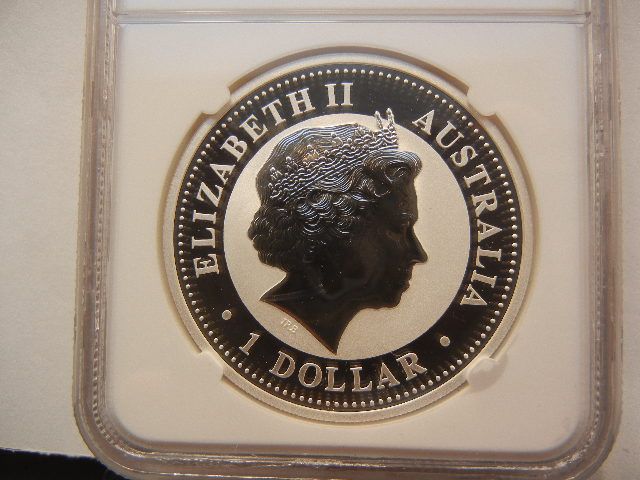 ELIZABETH II
AUSTRALIA
• 1 DOLLAR •
IRB